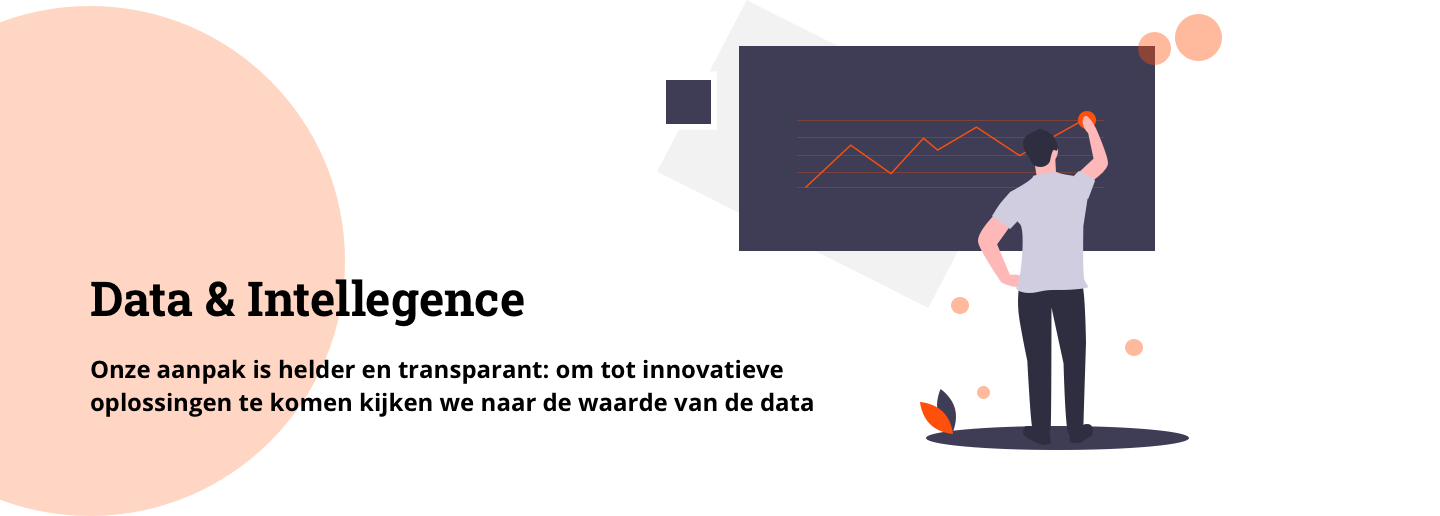 Data & Intellegence
Onze aanpak is helder en transparant: om tot innovatieve
oplossingen te komen kijken we naar de waarde van de data